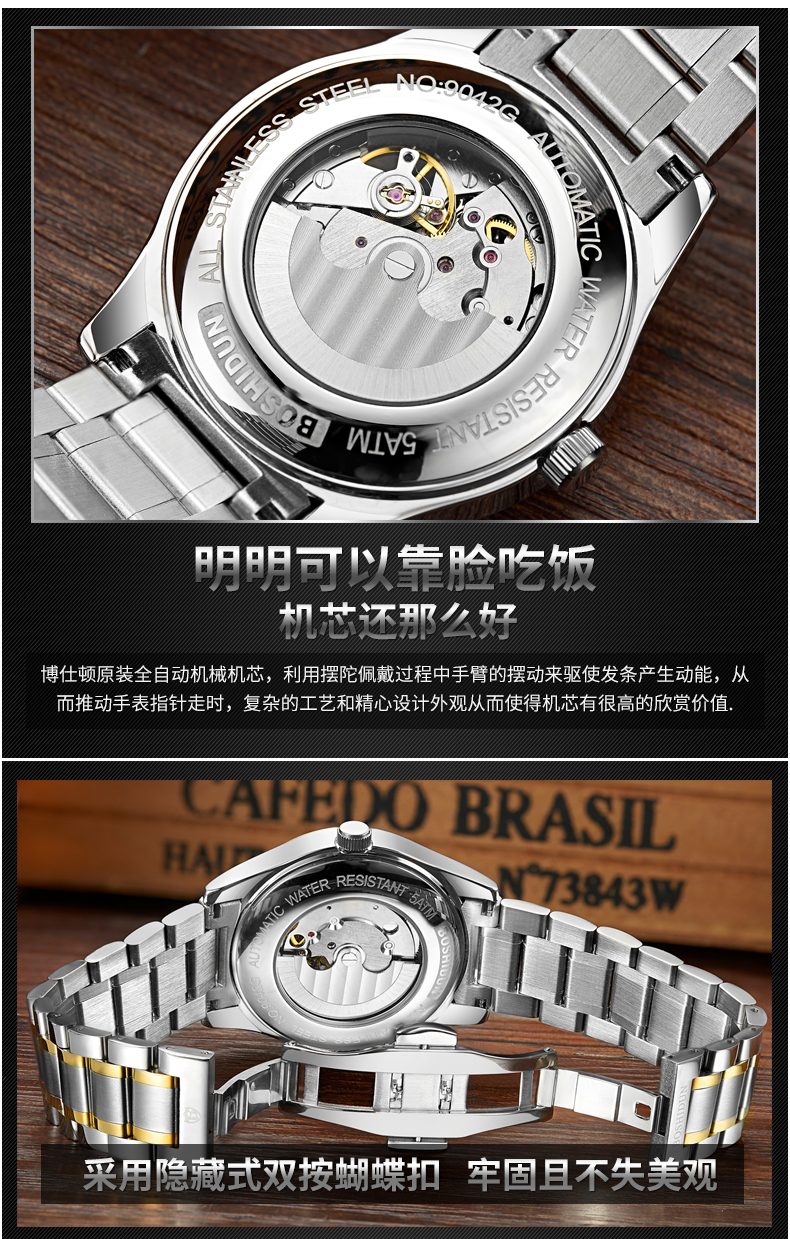 ALL STAINLESS STEEL NO:9042G AUTOMATIC WATER RESISTANT 5ATM BOSHIDUN
明明可以靠脸吃饭
机芯还那么好
博仕顿原装全自动机械机芯，利用摆陀佩戴过程中手臂的摆动来驱使发条产生动能，从
而推动手表指针走时，复杂的工艺和精心设计外观从而使得机芯有很高的欣赏价值.
CAFEDO BRASIL
N°73843W
AUTOMATIC WATER RESISTANT 5ATM BOSHIDUN
BOSHIDUN
采用隐藏式双按蝴蝶扣 牢固且不失美观